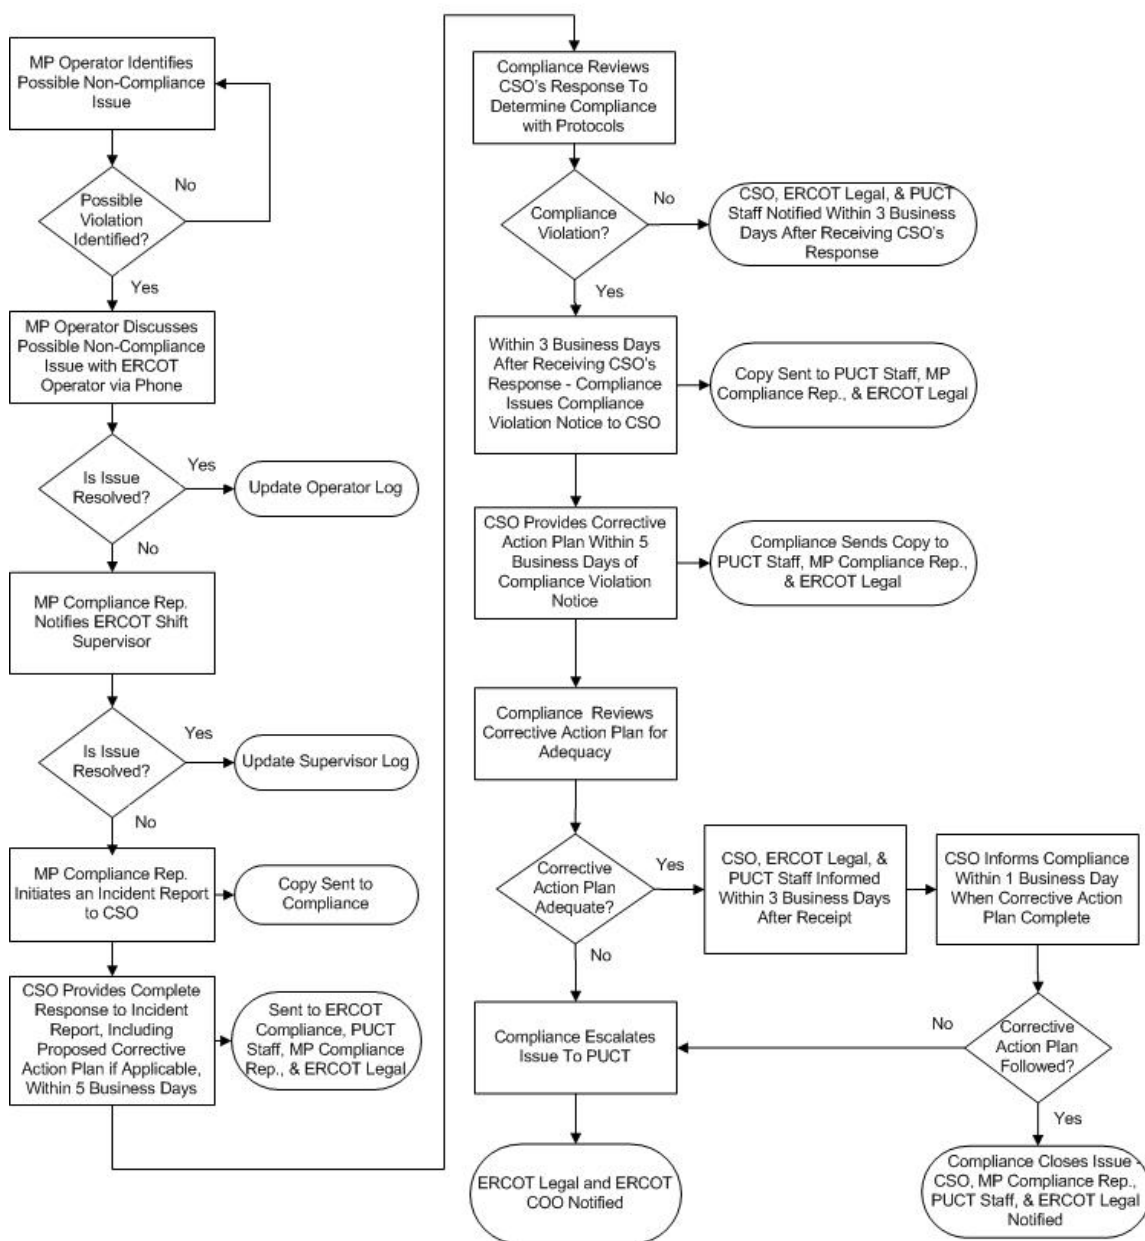 MP Operator Identifies
Possible Non-Compliance
Issue
No
Possible
Violation
Identified?
Yes
MP Operator Discusses
Possible Non-Compliance
Issue with ERCOT
Operator via Phone
Is Issue
Resolved?
Yes
Update Operator Log
No
MP Compliance Rep.
Notifies ERCOT Shift
Supervisor
Is Issue
Resolved?
Yes
Update Supervisor Log
No
MP Compliance Rep.
Initiates an Incident Report
to CSO
Copy Sent to
Compliance
CSO Provides Complete
Response to Incident
Report, Including
Proposed Corrective
Action Plan if Applicable,
Within 5 Business Days
Sent to ERCOT
Compliance, PUCT
Staff, MP Compliance
Rep., & ERCOT Legal
Compliance Reviews
CSO's Response To
Determine Compliance
with Protocols
Compliance
Violation?
No
CSO, ERCOT Legal, & PUCT
Staff Notified Within 3 Business
Days After Receiving CSO's
Response
Yes
Within 3 Business Days
After Receiving CSO's
Response - Compliance
Issues Compliance
Violation Notice to CSO
Copy Sent to PUCT Staff, MP
Compliance Rep., & ERCOT Legal
CSO Provides Corrective
Action Plan Within 5
Business Days of
Compliance Violation
Notice
Compliance Sends Copy to
PUCT Staff, MP Compliance Rep.,
& ERCOT Legal
Compliance Reviews
Corrective Action Plan for
Adequacy
Corrective
Action Plan
Adequate?
Yes
CSO, ERCOT Legal, &
PUCT Staff Informed
Within 3 Business Days
After Receipt
CSO Informs Compliance
Within 1 Business Day
When Corrective Action
Plan Complete
No
Compliance Escalates
Issue To PUCT
No
Corrective
Action Plan
Followed?
Yes
ERCOT Legal and ERCOT
COO Notified
Compliance Closes Issue -
CSO, MP Compliance Rep.,
PUCT Staff, & ERCOT Legal
Notified